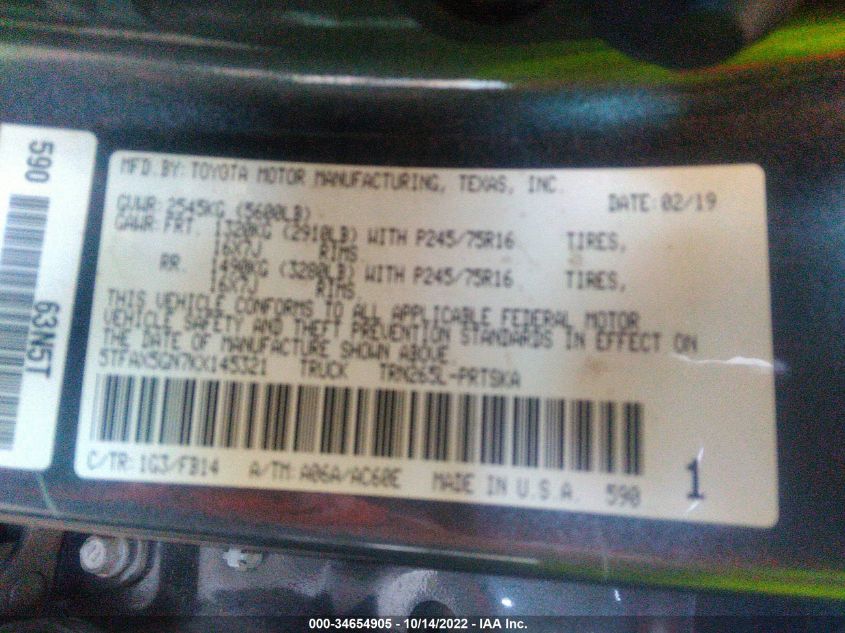 590
63N5T
MFD. BY: TOYOTA MOTOR MANUFACTURING, TEXAS, INC.
DATE: 02/19
GVWR: 2545KG (5600LB)
GAWR: FRT. 1320KG (2910LB) WITH P245/75R16 TIRES,
16X7J RIMS
RR. 1490KG (3280LB) WITH P245/75R16 TIRES,
16X7J RIMS
THIS VEHICLE CONFORMS TO ALL APPLICABLE FEDERAL MOTOR
VEHICLE SAFETY AND THEFT PREVENTION STANDARDS IN EFFECT ON
THE DATE OF MANUFACTURE SHOWN ABOVE.
5TFAX5GN7KX145321 TRUCK TRN265L-PRTSKA
C/TR: 1G3/FB14 A/TM: A06A/AC60E MADE IN U.S.A. 590
1
000-34654905 - 10/14/2022 - IAA Inc.